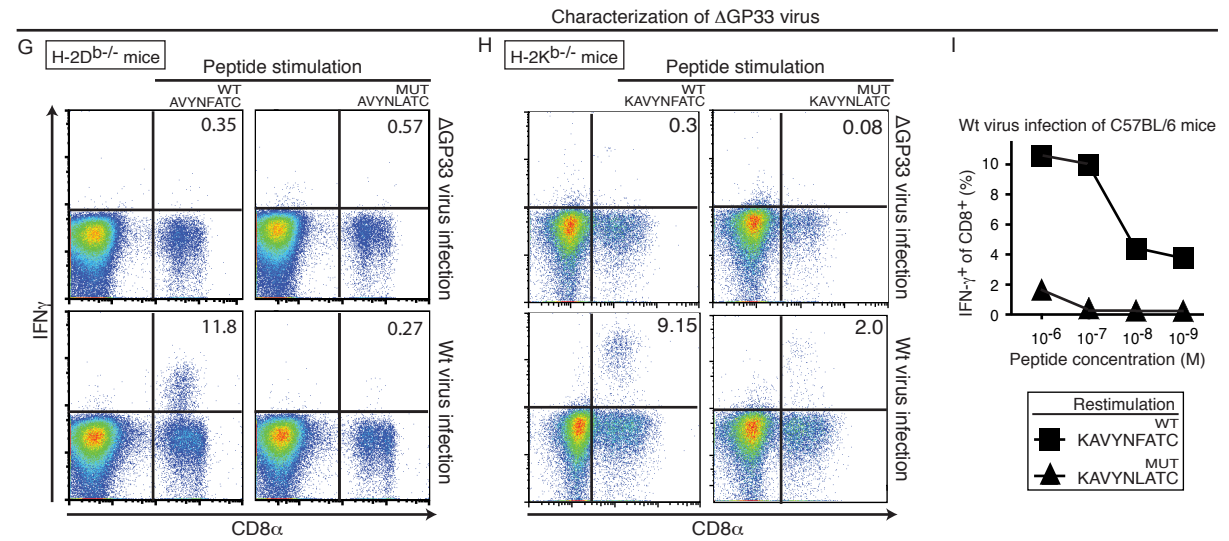 Characterization of ΔGP33 virus
G
H-2Db-/- mice
Peptide stimulation
WT
AVYNFATC
MUT
AVYNLATC
0.35
0.57
ΔGP33 virus infection
11.8
0.27
Wt virus infection
IFNγ
CD8α
H
H-2Kb-/- mice
Peptide stimulation
WT
KAVYNFATC
MUT
KAVYNLATC
0.3
0.08
ΔGP33 virus infection
9.15
2.0
Wt virus infection
CD8α
I
Wt virus infection of C57BL/6 mice
IFN-γ+ of CD8+ (%)
10
8
6
4
2
0
10-6 10-7 10-8 10-9
Peptide concentration (M)
Restimulation
WT
KAVYNFATC
MUT
KAVYNLATC